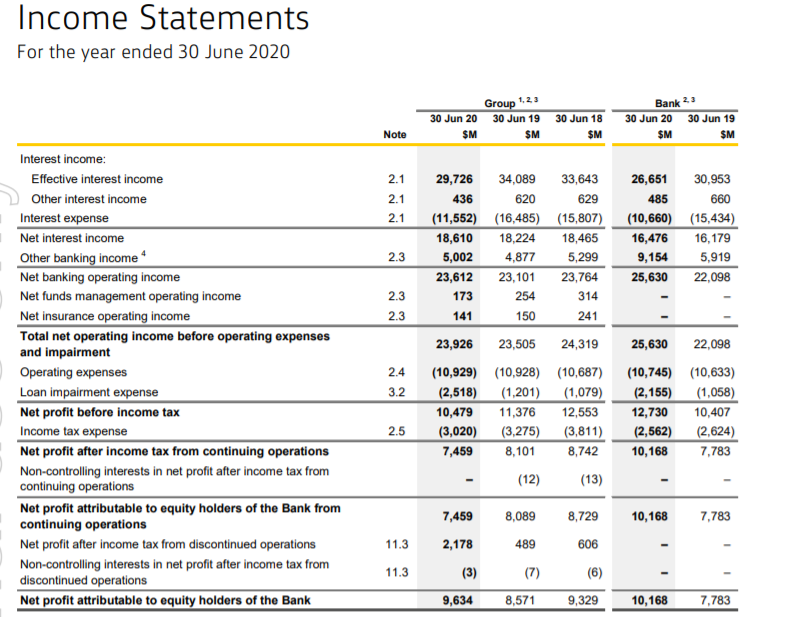 Income Statements
For the year ended 30 June 2020
Group 1, 2, 3 Bank 2, 3
30 Jun 20 30 Jun 19 30 Jun 18 30 Jun 20 30 Jun 19
Note $M $M $M $M $M
Interest income:
Effective interest income 2.1 29,726 34,089 33,643 26,651 30,953
Other interest income 2.1 436 620 629 485 660
Interest expense 2.1 (11,552) (16,485) (15,807) (10,660) (15,434)
Net interest income 18,610 18,224 18,465 16,476 16,179
Other banking income 4 2.3 5,002 4,877 5,299 9,154 5,919
Net banking operating income 23,612 23,101 23,764 25,630 22,098
Net funds management operating income 2.3 173 254 314 – –
Net insurance operating income 2.3 141 150 241 – –
Total net operating income before operating expenses
and impairment 23,926 23,505 24,319 25,630 22,098
Operating expenses 2.4 (10,929) (10,928) (10,687) (10,745) (10,633)
Loan impairment expense 3.2 (2,518) (1,201) (1,079) (2,155) (1,058)
Net profit before income tax 10,479 11,376 12,553 12,730 10,407
Income tax expense 2.5 (3,020) (3,275) (3,811) (2,562) (2,624)
Net profit after income tax from continuing operations 7,459 8,101 8,742 10,168 7,783
Non-controlling interests in net profit after income tax from
continuing operations – (12) (13) – –
Net profit attributable to equity holders of the Bank from
continuing operations 7,459 8,089 8,729 10,168 7,783
Net profit after income tax from discontinued operations 11.3 2,178 489 606 – –
Non-controlling interests in net profit after income tax from
discontinued operations 11.3 (3) (7) (6) – –
Net profit attributable to equity holders of the Bank 9,634 8,571 9,329 10,168 7,783